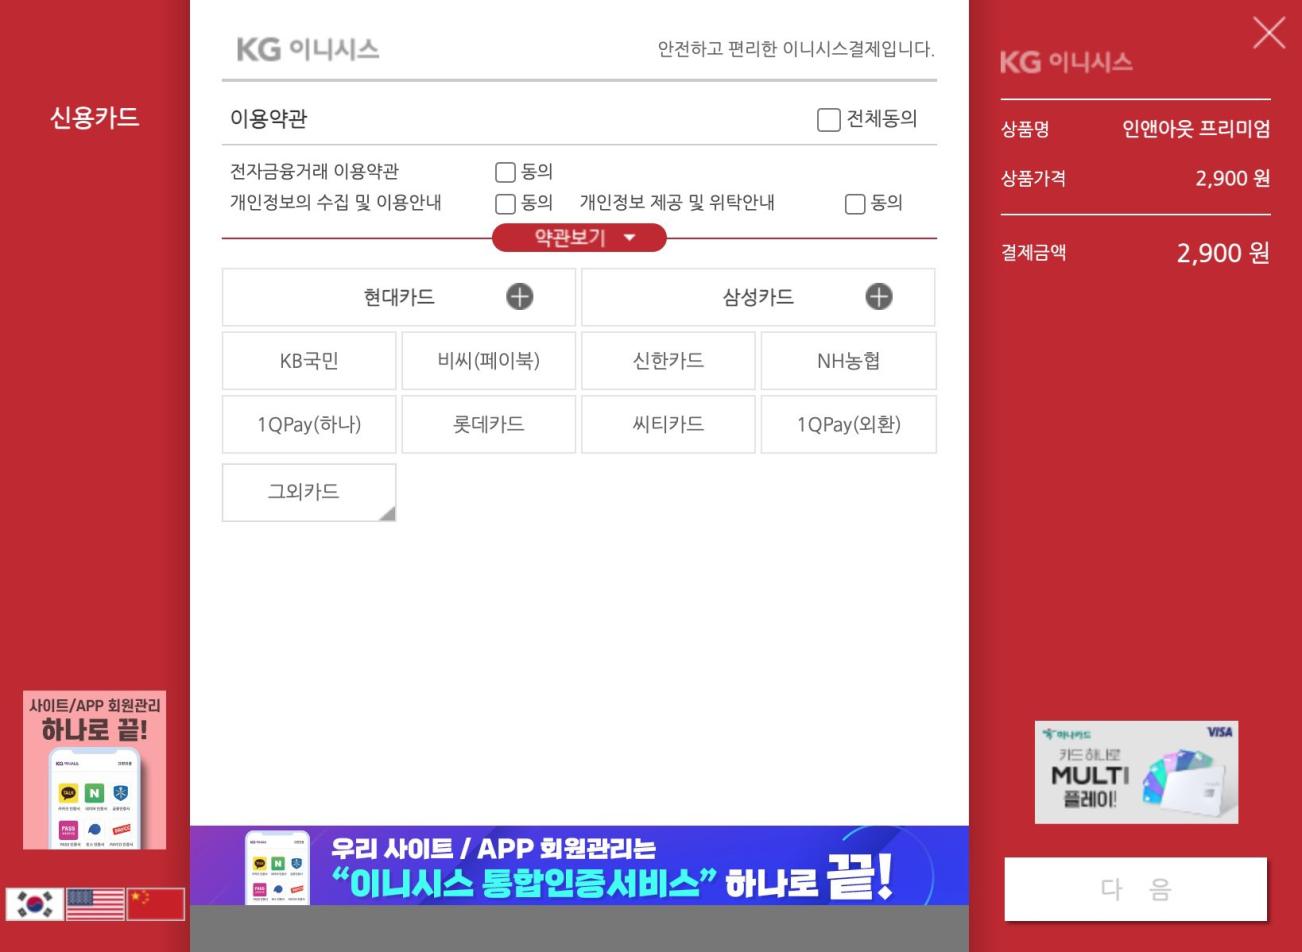 신용카드
KG 이니시스
안전하고 편리한 이니시스결제입니다.
이용약관
전체동의
전자금융거래 이용약관
동의
개인정보의 수집 및 이용안내
동의
개인정보 제공 및 위탁안내
동의
약관보기
현대카드
삼성카드
KB국민
비씨(페이북)
신한카드
NH농협
1QPay(하나)
롯데카드
씨티카드
1QPay(외환)
그외카드
KG 이니시스
상품명
인앤아웃 프리미엄
상품가격
2,900 원
결제금액
2,900 원
사이트/APP 회원관리
하나로 끝!
KG 이니시스
TALK
N
PASS
PAYCO
우리 사이트 / APP 회원관리는
“이니시스 통합인증서비스” 하나로 끝!
하나카드
VISA
카드 하나로
MULTI
플레이!
다 음